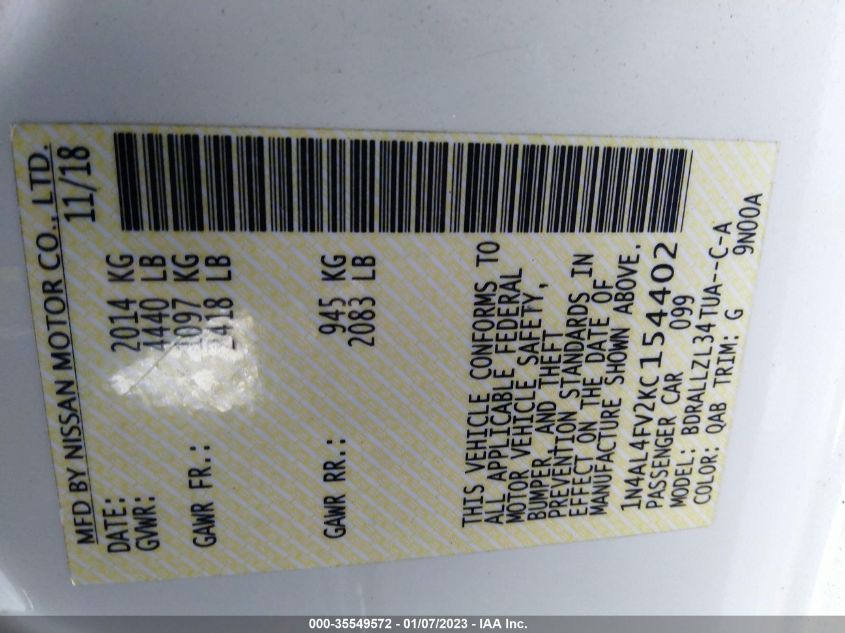 MFD BY NISSAN MOTOR CO., LTD.
DATE: 11/18
GVWR: 2014 KG
4440 LB
GAWR FR.: 1097 KG
2418 LB
GAWR RR.: 945 KG
2083 LB
THIS VEHICLE CONFORMS TO
ALL APPLICABLE FEDERAL
MOTOR VEHICLE SAFETY,
BUMPER, AND THEFT
PREVENTION STANDARDS IN
EFFECT ON THE DATE OF
MANUFACTURE SHOWN ABOVE.
1N4AL4FV2KC154402
PASSENGER CAR 099
MODEL: BDRALLZL34TUA--C-A
COLOR: QAB TRIM: G 9N00A
000-35549572 - 01/07/2023 - IAA Inc.